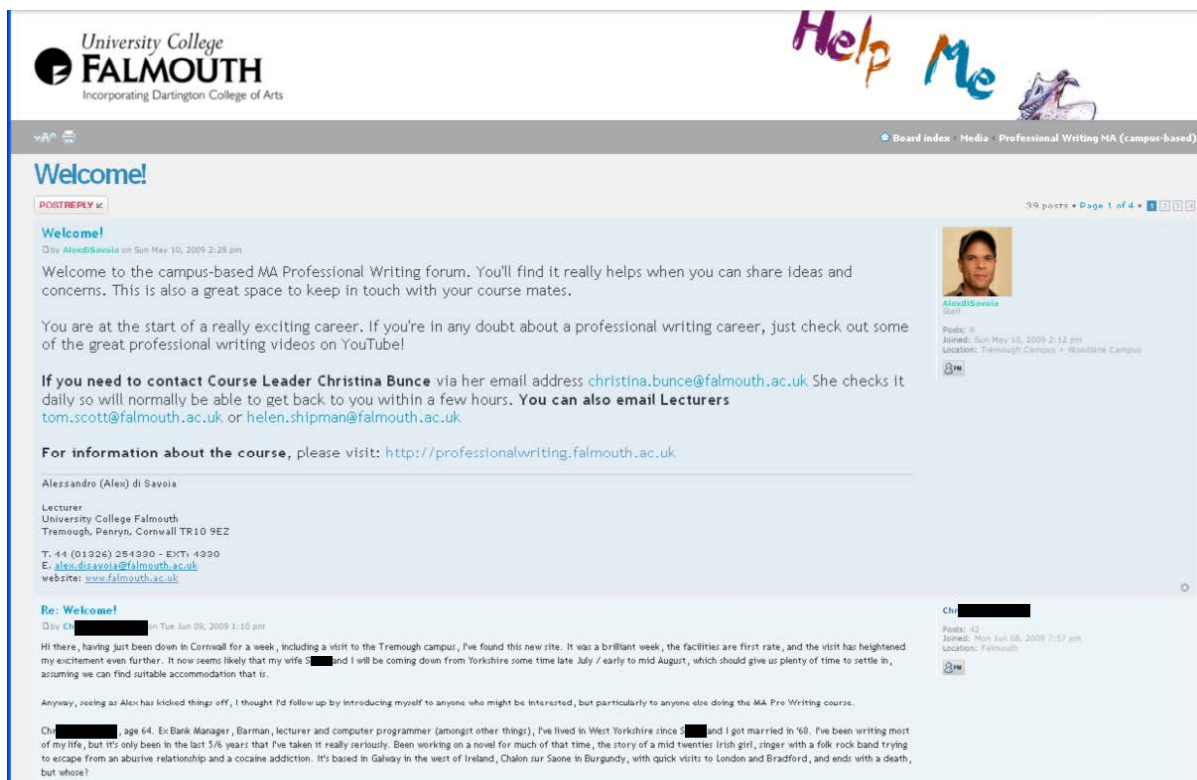 University College
FALMOUTH
Incorporating Dartington College of Arts
Help Me
Board index ‹ Media ‹ Professional Writing MA (campus-based)
Welcome!
POSTREPLY
39 posts • Page 1 of 4 • 1 2 3 4
Welcome!
by AlexdiSavoia on Sun May 10, 2009 2:28 pm
Welcome to the campus-based MA Professional Writing forum. You'll find it really helps when you can share ideas and
concerns. This is also a great space to keep in touch with your course mates.
You are at the start of a really exciting career. If you're in any doubt about a professional writing career, just check out some
of the great professional writing videos on YouTube!
If you need to contact Course Leader Christina Bunce via her email address christina.bunce@falmouth.ac.uk She checks it
daily so will normally be able to get back to you within a few hours. You can also email Lecturers
tom.scott@falmouth.ac.uk or helen.shipman@falmouth.ac.uk
For information about the course, please visit: http://professionalwriting.falmouth.ac.uk
Alessandro (Alex) di Savoia
Lecturer
University College Falmouth
Tremough, Penryn, Cornwall TR10 9EZ
T. 44 (01326) 254330 - EXT: 4330
E. alex.disavoia@falmouth.ac.uk
website: www.falmouth.ac.uk
AlexdiSavoia
Staff
Posts: 8
Joined: Sun May 10, 2009 2:12 pm
Location: Tremough Campus + Woodlane Campus
PM
Re: Welcome!
by Ch on Tue Jun 09, 2009 1:10 pm
Hi there, having just been down in Cornwall for a week, including a visit to the Tremough campus, I've found this new site. It was a brilliant week, the facilities are first rate, and the visit has heightened
my excitement even further. It now seems likely that my wife S and I will be coming down from Yorkshire some time late July / early to mid August, which should give us plenty of time to settle in,
assuming we can find suitable accommodation that is.
Anyway, seeing as Alex has kicked things off, I thought I'd follow up by introducing myself to anyone who might be interested, but particularly to anyone else doing the MA Pro Writing course.
Chr , age 64. Ex Bank Manager, Barman, lecturer and computer programmer (amongst other things), I've lived in West Yorkshire since S and I got married in '68. I've been writing most
of my life, but it's only been in the last 5/6 years that I've taken it really seriously. Been working on a novel for much of that time, the story of a mid twenties Irish girl, singer with a folk rock band trying
to escape from an abusive relationship and a cocaine addiction. It's based in Galway in the west of Ireland, Chalon sur Saone in Burgundy, with quick visits to London and Bradford, and ends with a death,
but whose?
Chr
Posts: 42
Joined: Mon Jun 08, 2009 7:57 pm
Location: Falmouth
PM